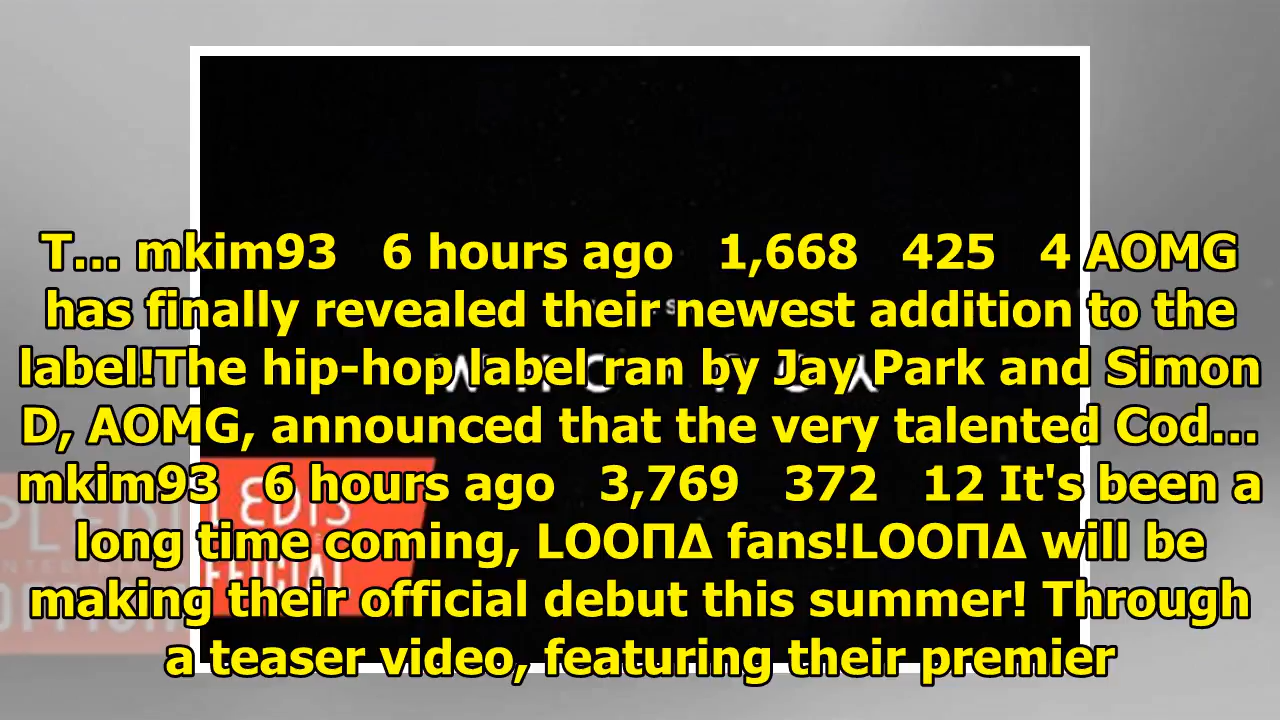 T... mkim93 6 hours ago 1,668 425 4 AOMG
has finally revealed their newest addition to the
label!The hip-hop label ran by Jay Park and Simon
D, AOMG, announced that the very talented Cod...
mkim93 6 hours ago 3,769 372 12 It's been a
long time coming, LOOΠΔ fans!LOOΠΔ will be
making their official debut this summer! Through
a teaser video, featuring their premier